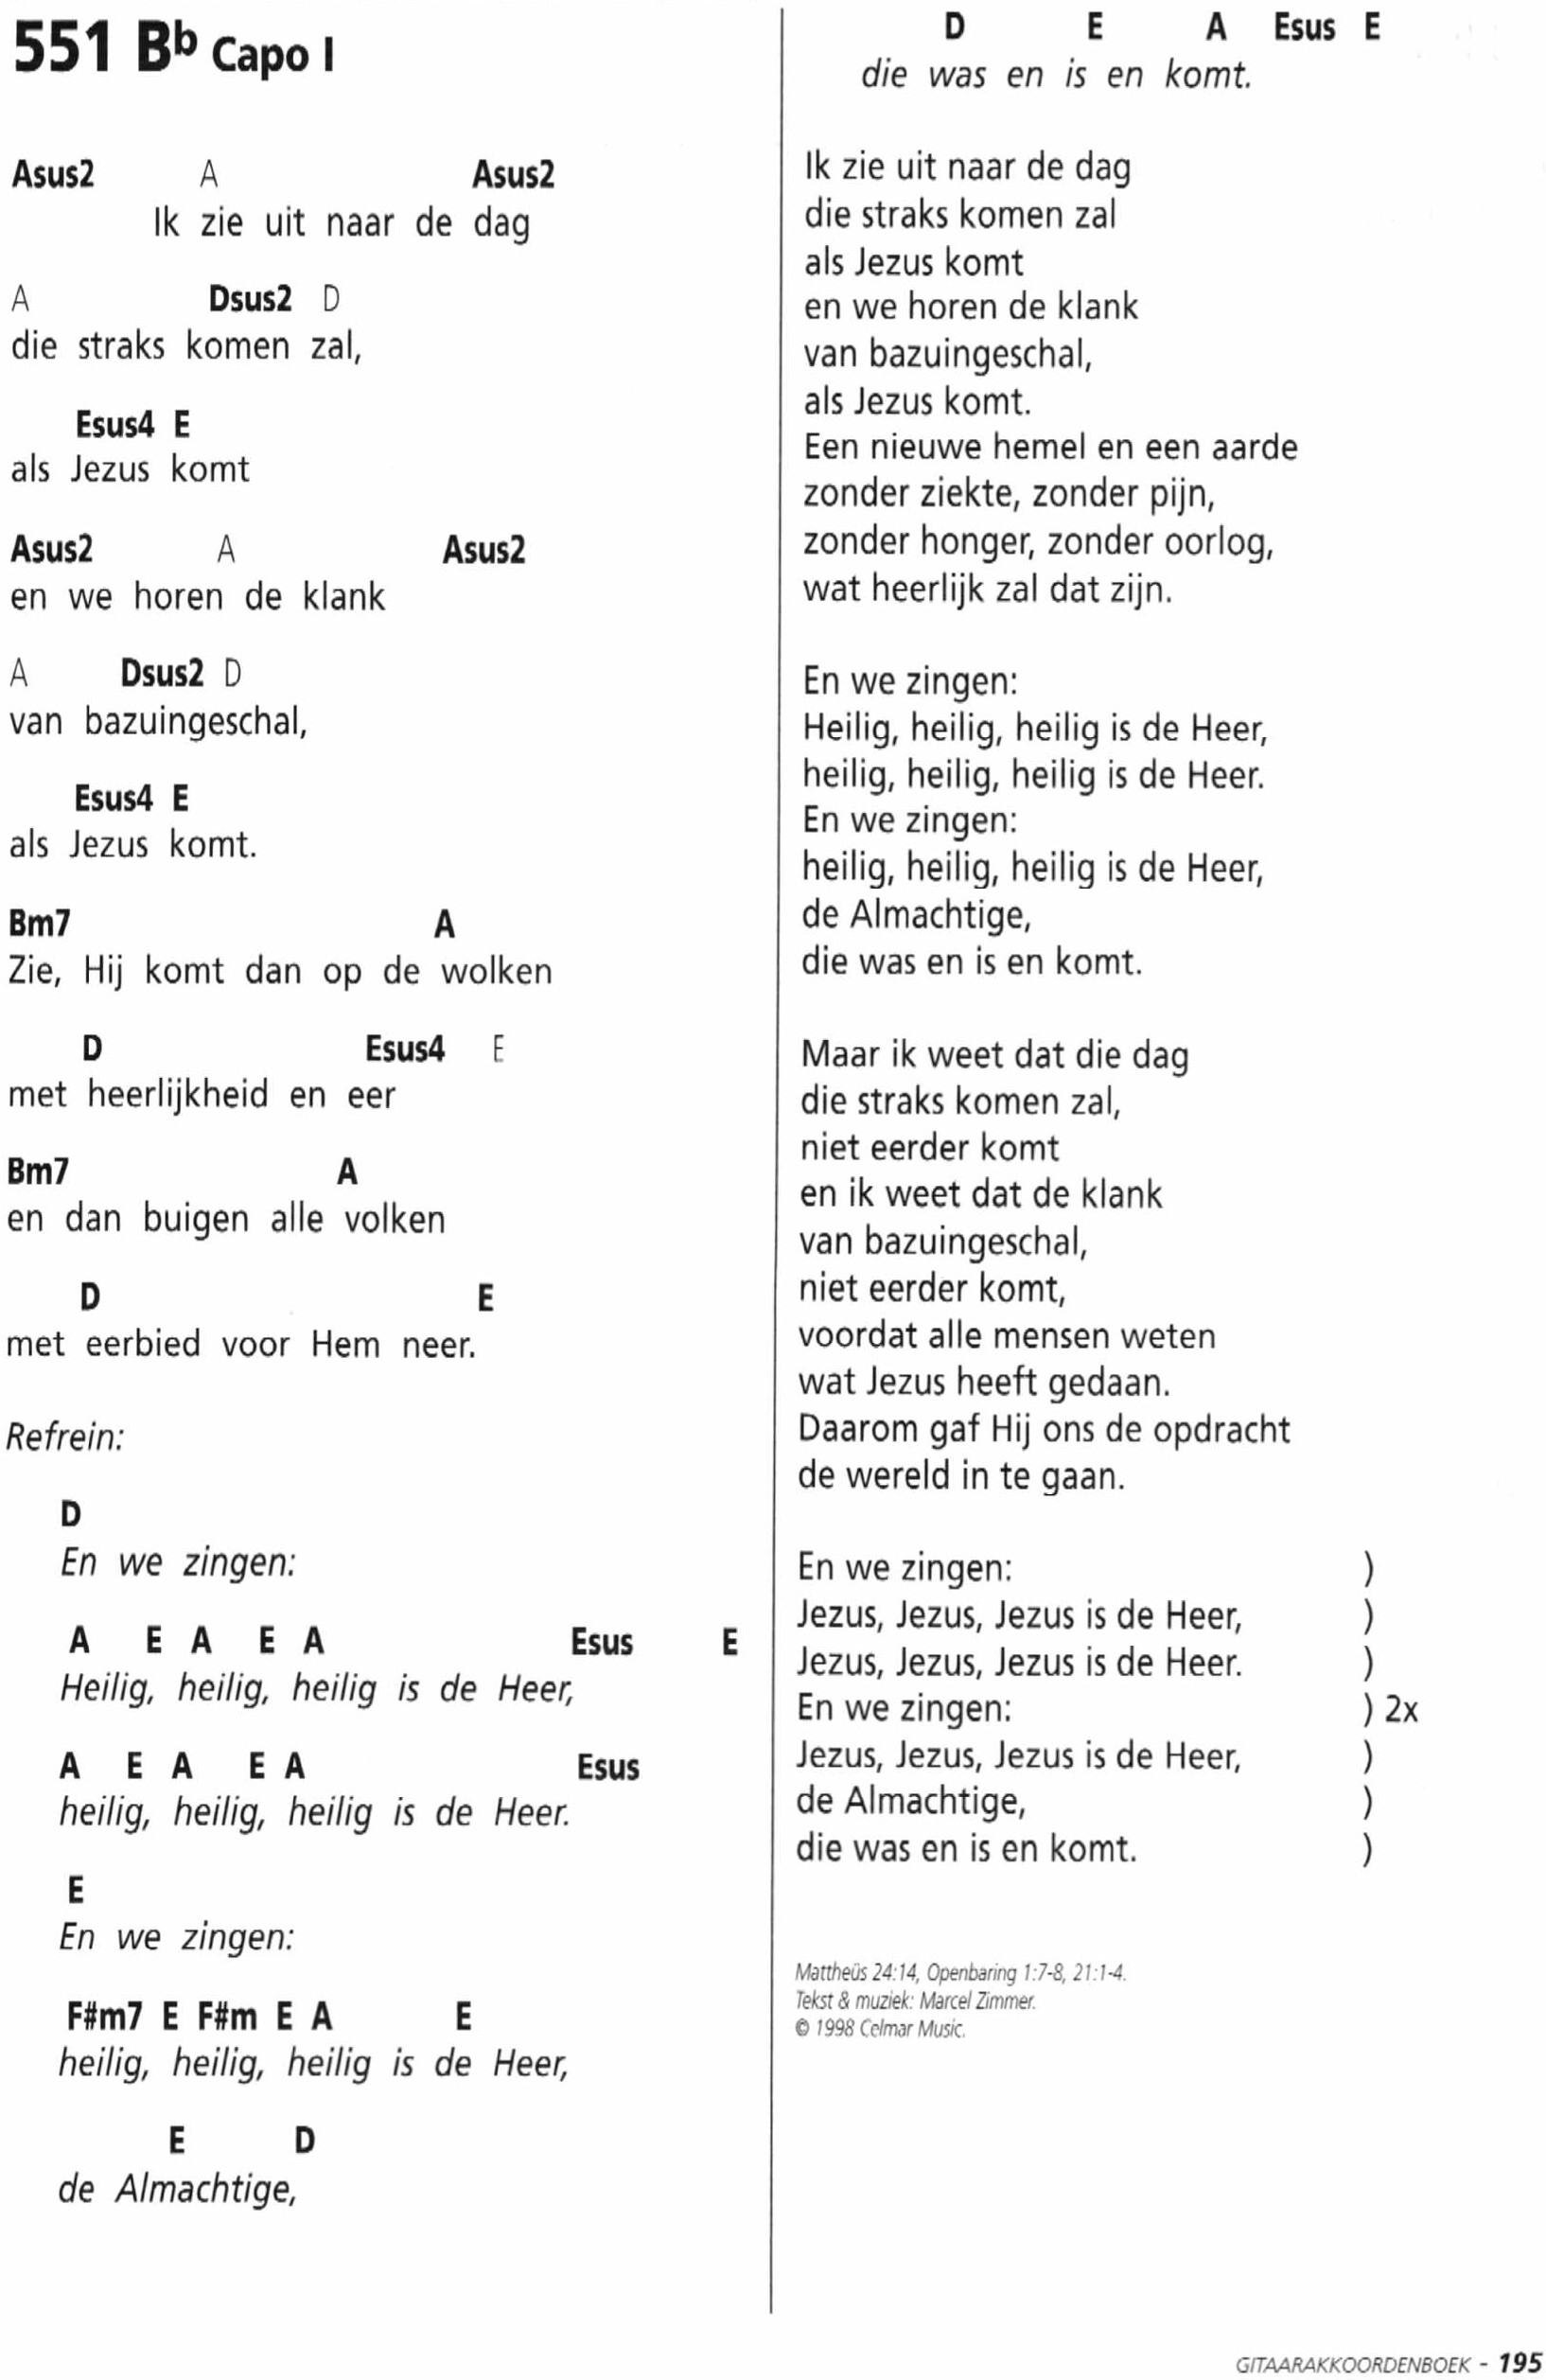 551 Bb Capo I
Asus2 A Asus2
Ik zie uit naar de dag
A Dsus2 D
die straks komen zal,
Esus4 E
als Jezus komt
Asus2 A Asus2
en we horen de klank
A Dsus2 D
van bazuingeschal,
Esus4 E
als Jezus komt.
Bm7 A
Zie, Hij komt dan op de wolken
D Esus4 E
met heerlijkheid en eer
Bm7 A
en dan buigen alle volken
D E
met eerbied voor Hem neer.
Refrein:
D
En we zingen:
A E A E A Esus E
Heilig, heilig, heilig is de Heer,
A E A E A Esus
heilig, heilig, heilig is de Heer.
E
En we zingen:
F#m7 E F#m E A E
heilig, heilig, heilig is de Heer,
E D
de Almachtige,
D E A Esus E
die was en is en komt.
Ik zie uit naar de dag
die straks komen zal
als Jezus komt
en we horen de klank
van bazuingeschal,
als Jezus komt.
Een nieuwe hemel en een aarde
zonder ziekte, zonder pijn,
zonder honger, zonder oorlog,
wat heerlijk zal dat zijn.
En we zingen:
Heilig, heilig, heilig is de Heer,
heilig, heilig, heilig is de Heer.
En we zingen:
heilig, heilig, heilig is de Heer,
de Almachtige,
die was en is en komt.
Maar ik weet dat die dag
die straks komen zal,
niet eerder komt
en ik weet dat de klank
van bazuingeschal,
niet eerder komt,
voordat alle mensen weten
wat Jezus heeft gedaan.
Daarom gaf Hij ons de opdracht
de wereld in te gaan.
En we zingen: )
Jezus, Jezus, Jezus is de Heer, )
Jezus, Jezus, Jezus is de Heer. )
En we zingen: ) 2x
Jezus, Jezus, Jezus is de Heer, )
de Almachtige, )
die was en is en komt. )
Mattheüs 24:14, Openbaring 1:7-8, 21:1-4.
Tekst & muziek: Marcel Zimmer.
© 1998 Celmar Music.
GITAARAKKOORDENBOEK - 195